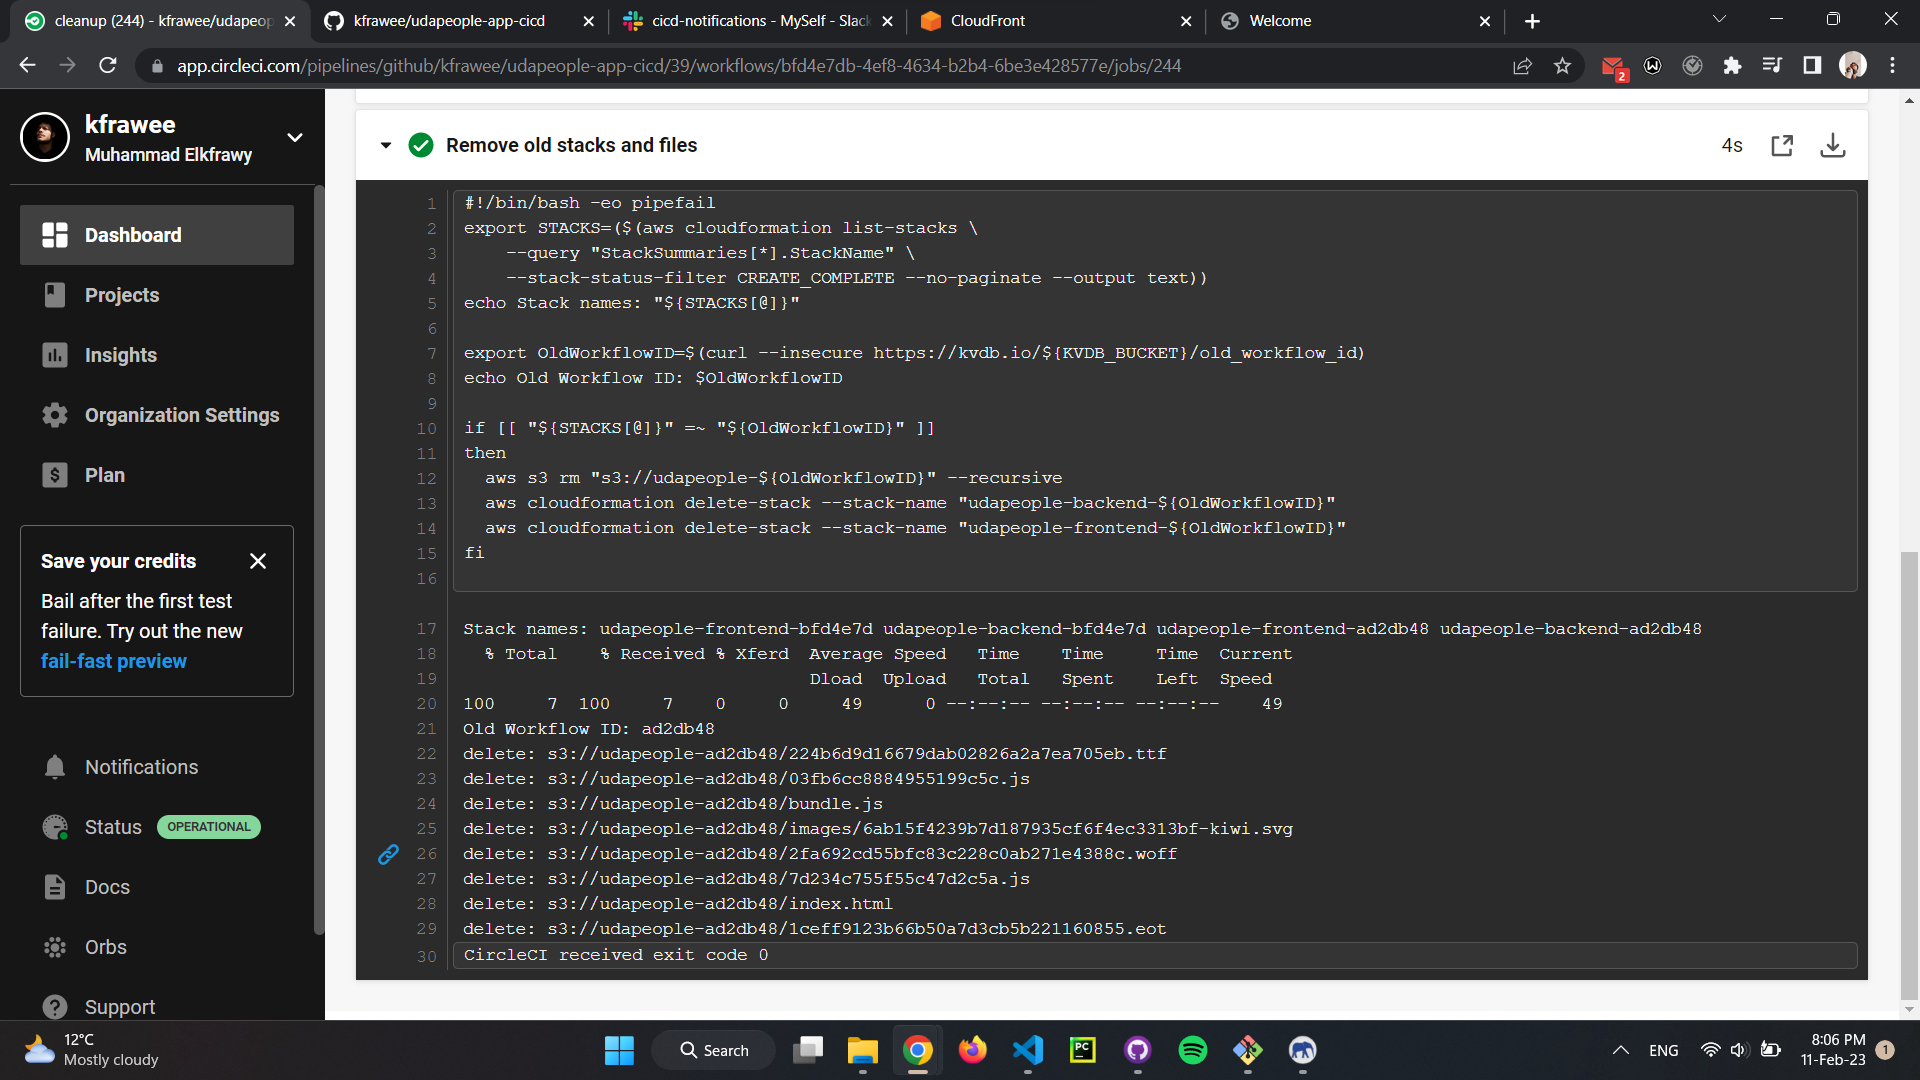 cleanup (244) - kfrawee/udapeop
kfrawee/udapeople-app-cicd
cicd-notifications - MySelf - Slack
CloudFront
Welcome
app.circleci.com/pipelines/github/kfrawee/udapeople-app-cicd/39/workflows/bfd4e7db-4ef8-4634-b2b4-6be3e428577e/jobs/244
2
kfrawee
Muhammad Elkfrawy
Dashboard
Projects
Insights
Organization Settings
Plan
Save your credits
Bail after the first test
failure. Try out the new
fail-fast preview
Notifications
Status OPERATIONAL
Docs
Orbs
Support
Remove old stacks and files
4s
1 #!/bin/bash -eo pipefail
2 export STACKS=($(aws cloudformation list-stacks \
3 --query "StackSummaries[*].StackName" \
4 --stack-status-filter CREATE_COMPLETE --no-paginate --output text))
5 echo Stack names: "${STACKS[@]}"
6
7 export OldWorkflowID=$(curl --insecure https://kvdb.io/${KVDB_BUCKET}/old_workflow_id)
8 echo Old Workflow ID: $OldWorkflowID
9
10 if [[ "${STACKS[@]}" =~ "${OldWorkflowID}" ]]
11 then
12 aws s3 rm "s3://udapeople-${OldWorkflowID}" --recursive
13 aws cloudformation delete-stack --stack-name "udapeople-backend-${OldWorkflowID}"
14 aws cloudformation delete-stack --stack-name "udapeople-frontend-${OldWorkflowID}"
15 fi
16
17 Stack names: udapeople-frontend-bfd4e7d udapeople-backend-bfd4e7d udapeople-frontend-ad2db48 udapeople-backend-ad2db48
18 % Total % Received % Xferd Average Speed Time Time Time Current
19 Dload Upload Total Spent Left Speed
20 100 7 100 7 0 0 49 0 --:--:-- --:--:-- --:--:-- 49
21 Old Workflow ID: ad2db48
22 delete: s3://udapeople-ad2db48/224b6d9d16679dab02826a2a7ea705eb.ttf
23 delete: s3://udapeople-ad2db48/03fb6cc8884955199c5c.js
24 delete: s3://udapeople-ad2db48/bundle.js
25 delete: s3://udapeople-ad2db48/images/6ab15f4239b7d187935cf6f4ec3313bf-kiwi.svg
26 delete: s3://udapeople-ad2db48/2fa692cd55bfc83c228c0ab271e4388c.woff
27 delete: s3://udapeople-ad2db48/7d234c755f55c47d2c5a.js
28 delete: s3://udapeople-ad2db48/index.html
29 delete: s3://udapeople-ad2db48/1ceff9123b66b50a7d3cb5b221160855.eot
30 CircleCI received exit code 0
12°C
Mostly cloudy
Search
PC
ENG
8:06 PM
11-Feb-23
1